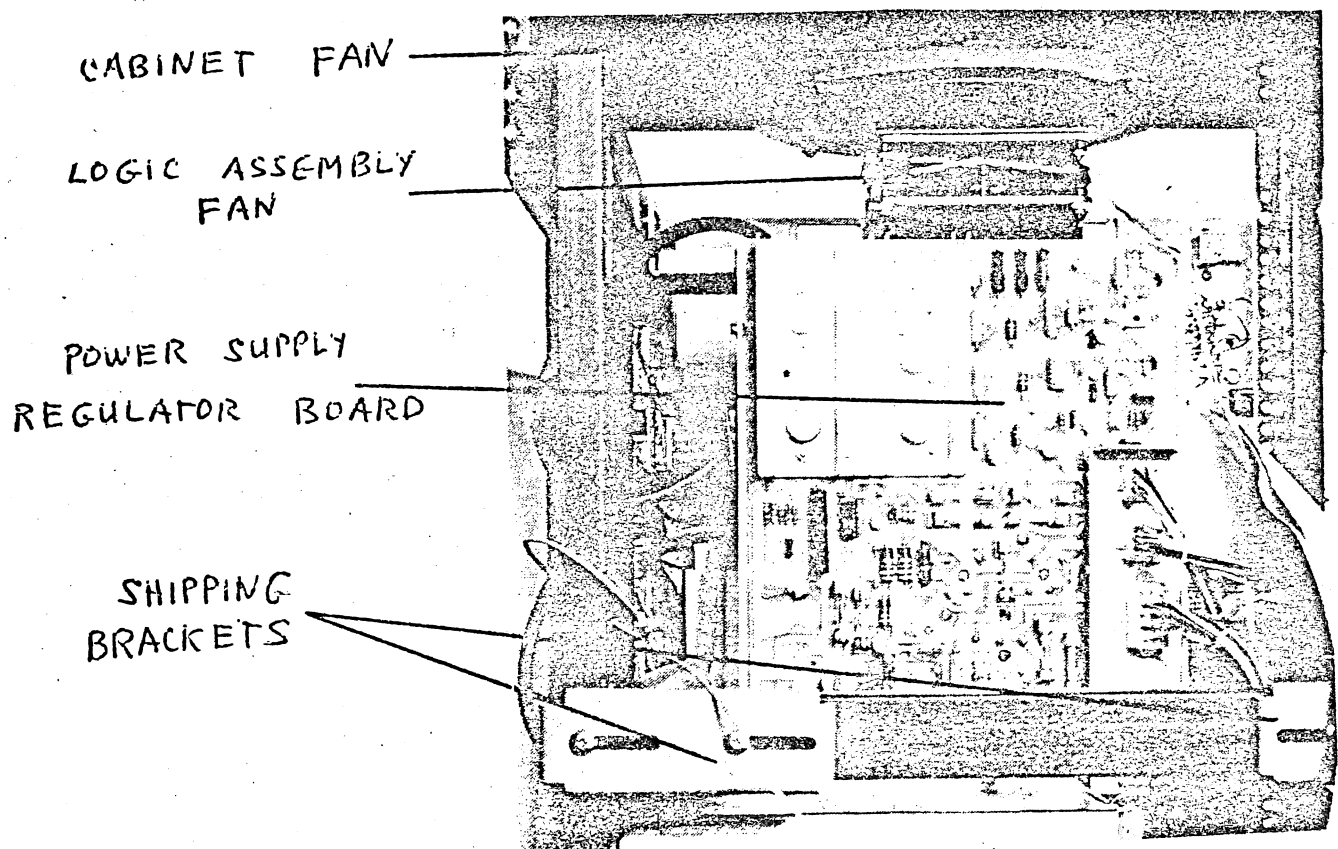 CABINET FAN
LOGIC ASSEMBLY
FAN
POWER SUPPLY
REGULATOR BOARD
SHIPPING
BRACKETS